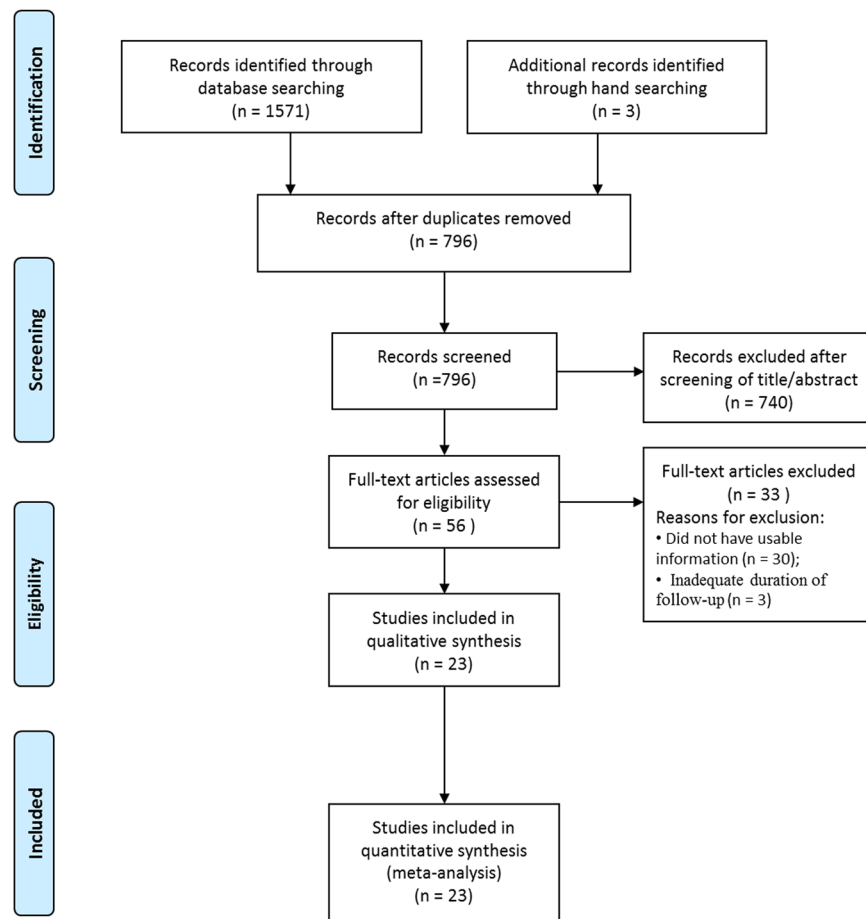 Identification
Records identified through
database searching
(n = 1571)
Additional records identified
through hand searching
(n = 3)
Records after duplicates removed
(n = 796)
Screening
Records screened
(n =796)
Records excluded after
screening of title/abstract
(n = 740)
Eligibility
Full-text articles assessed
for eligibility
(n = 56 )
Full-text articles excluded
(n = 33 )
Reasons for exclusion:
• Did not have usable
information (n = 30);
• Inadequate duration of
follow-up (n = 3)
Studies included in
qualitative synthesis
(n = 23)
Included
Studies included in
quantitative synthesis
(meta-analysis)
(n = 23)